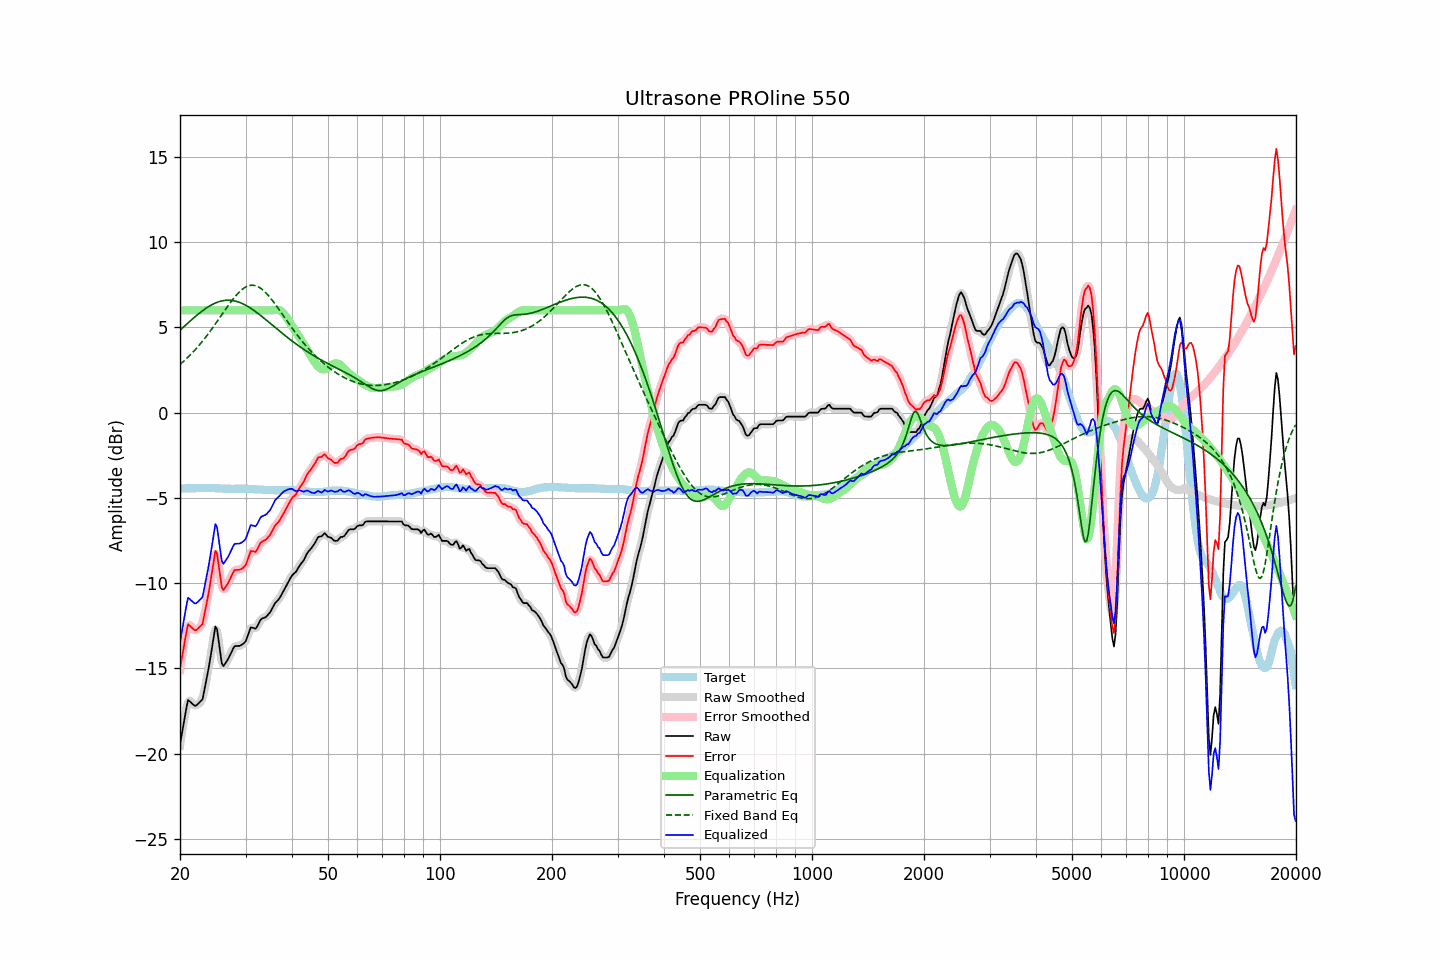 Ultrasone PROline 550
Amplitude (dBr)
15
10
5
0
−5
−10
−15
−20
−25
20
50
100
200
500
1000
2000
5000
10000
20000
Frequency (Hz)
Target
Raw Smoothed
Error Smoothed
Raw
Error
Equalization
Parametric Eq
Fixed Band Eq
Equalized